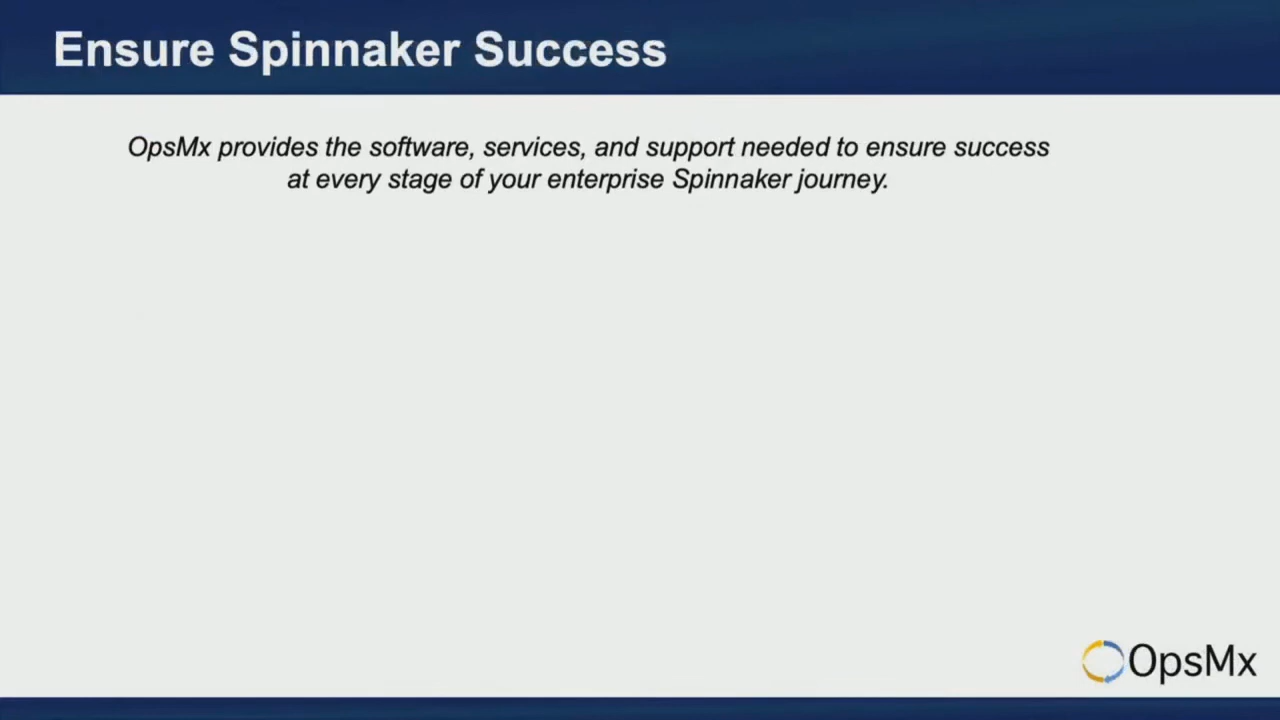 Ensure Spinnaker Success
OpsMx provides the software, services, and support needed to ensure success
at every stage of your enterprise Spinnaker journey.
OpsMx